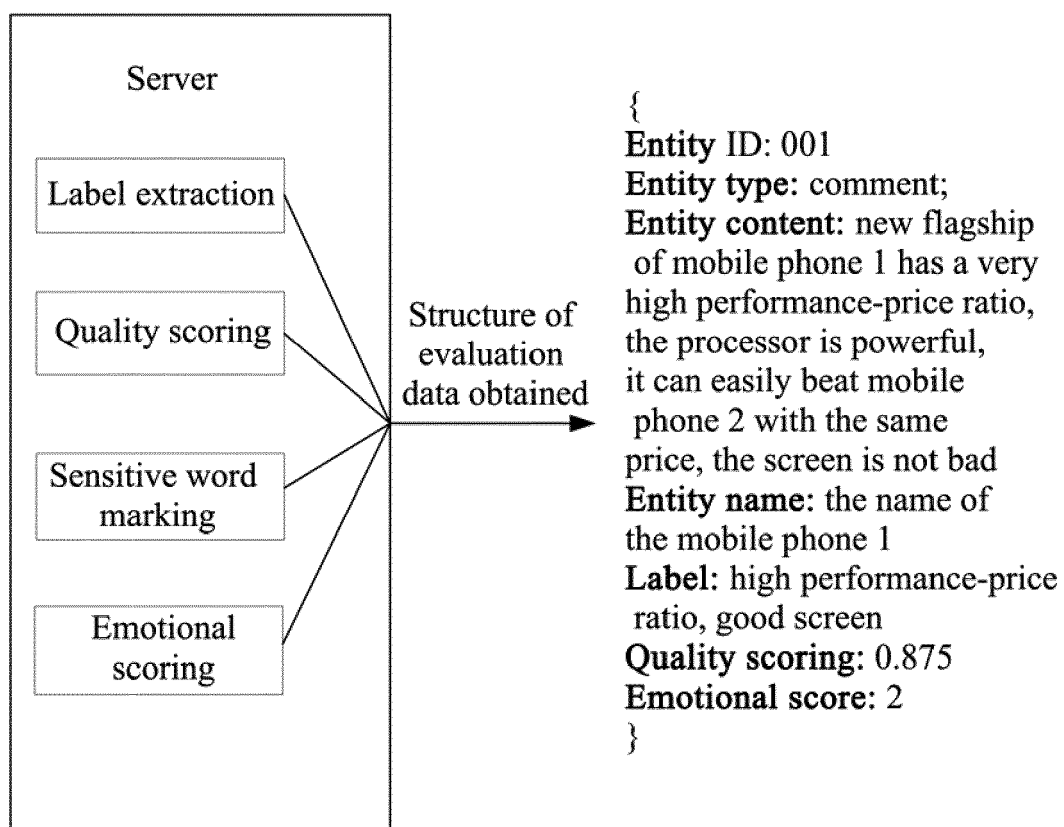 Server
Label extraction
Quality scoring
Sensitive word
marking
Emotional
scoring
Structure of
evaluation
data obtained
{
Entity ID: 001
Entity type: comment;
Entity content: new flagship
of mobile phone 1 has a very
high performance-price ratio,
the processor is powerful,
it can easily beat mobile
phone 2 with the same
price, the screen is not bad
Entity name: the name of
the mobile phone 1
Label: high performance-price
ratio, good screen
Quality scoring: 0.875
Emotional score: 2
}